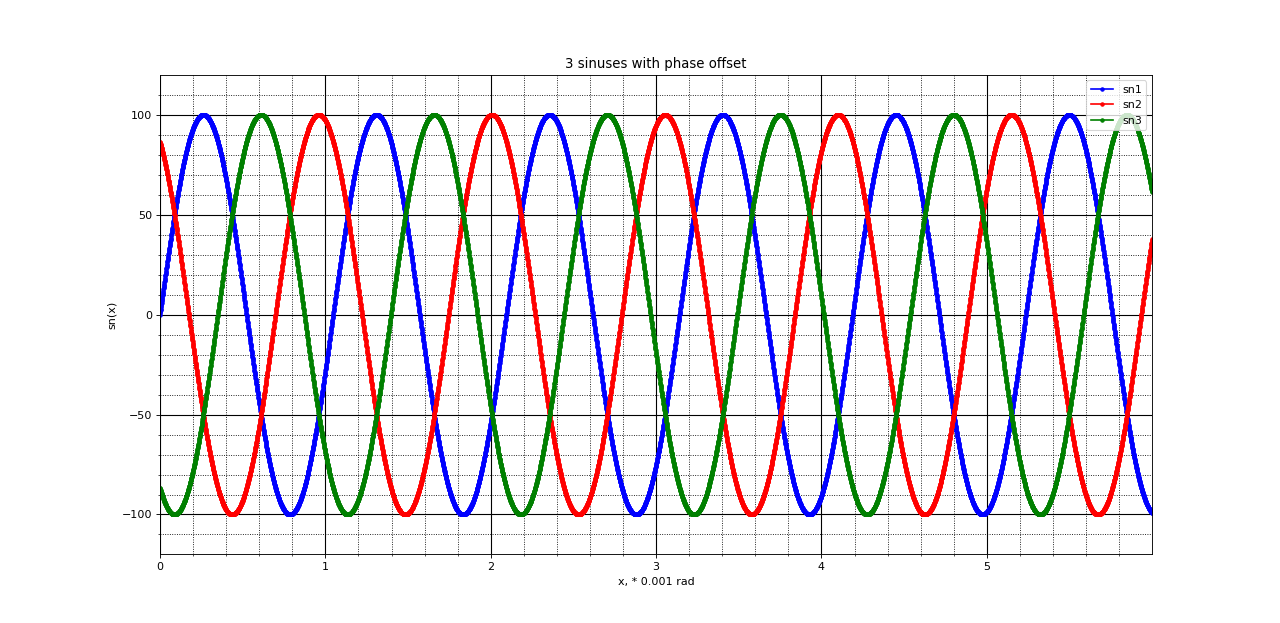 3 sinuses with phase offset
sn1
sn2
sn3
100
50
0
−50
−100
sn(x)
0 1 2 3 4 5
x, * 0.001 rad